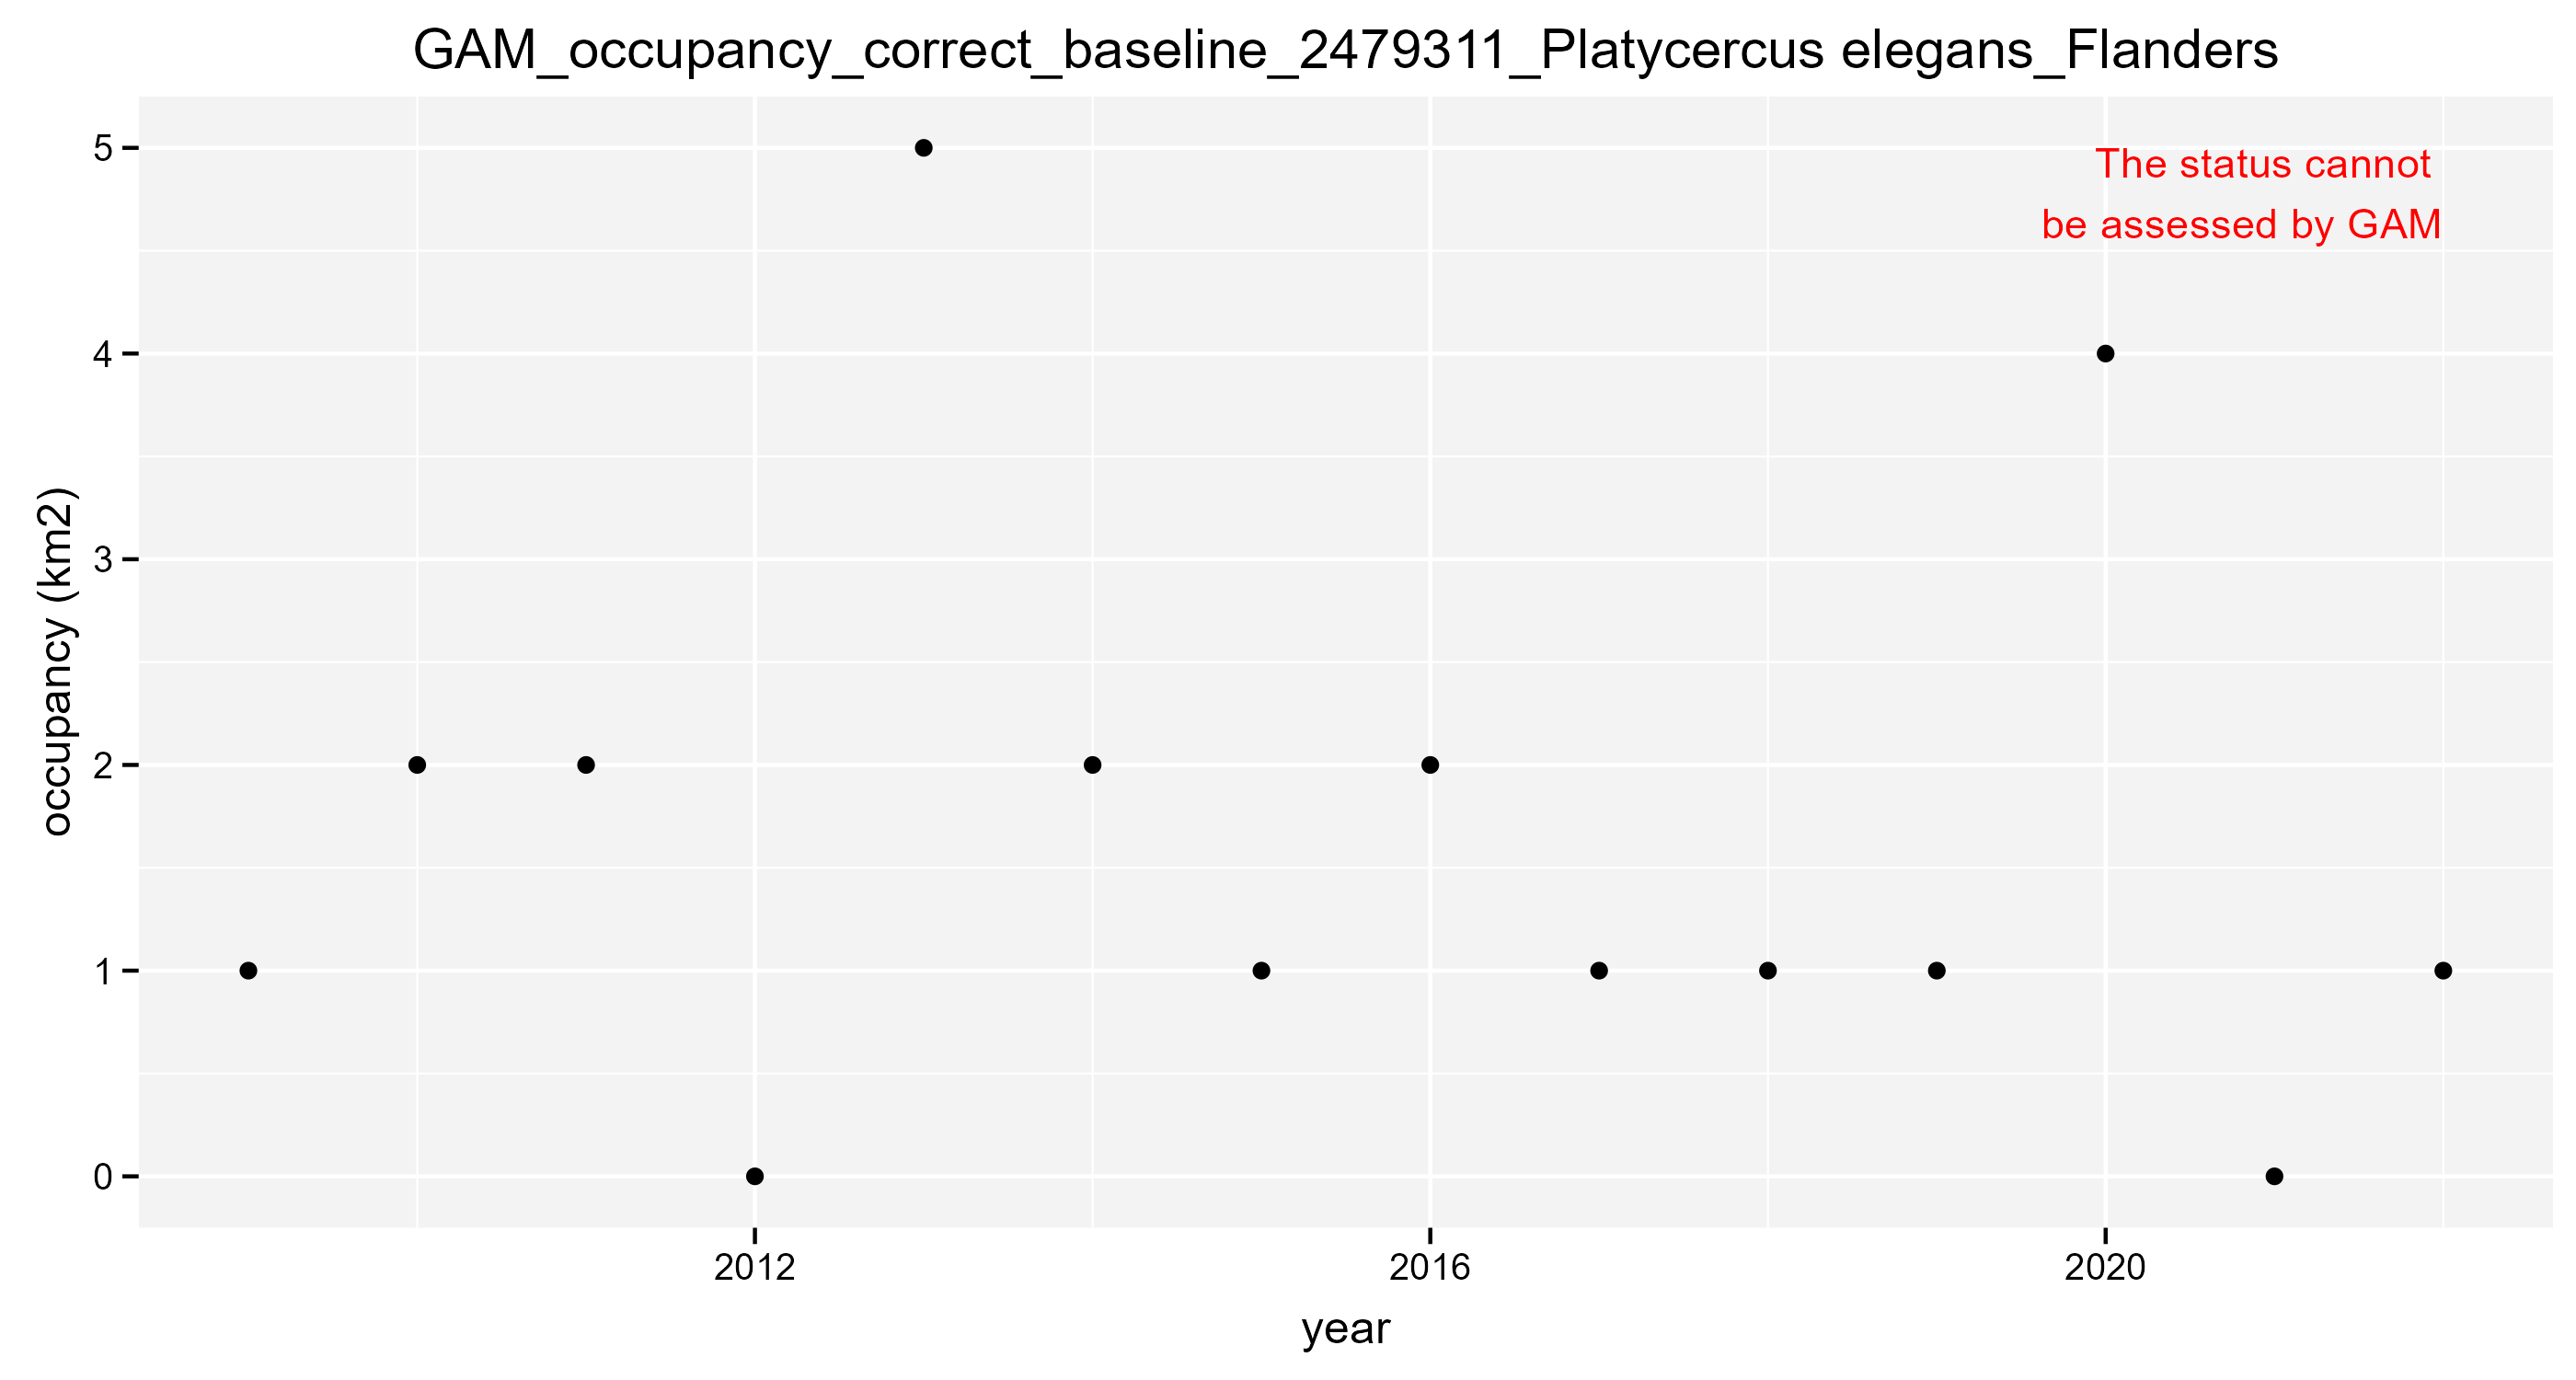 GAM_occupancy_correct_baseline_2479311_Platycercus elegans_Flanders
The status cannot
be assessed by GAM
occupancy (km2)
5
4
3
2
1
0
2012 2016 2020
year